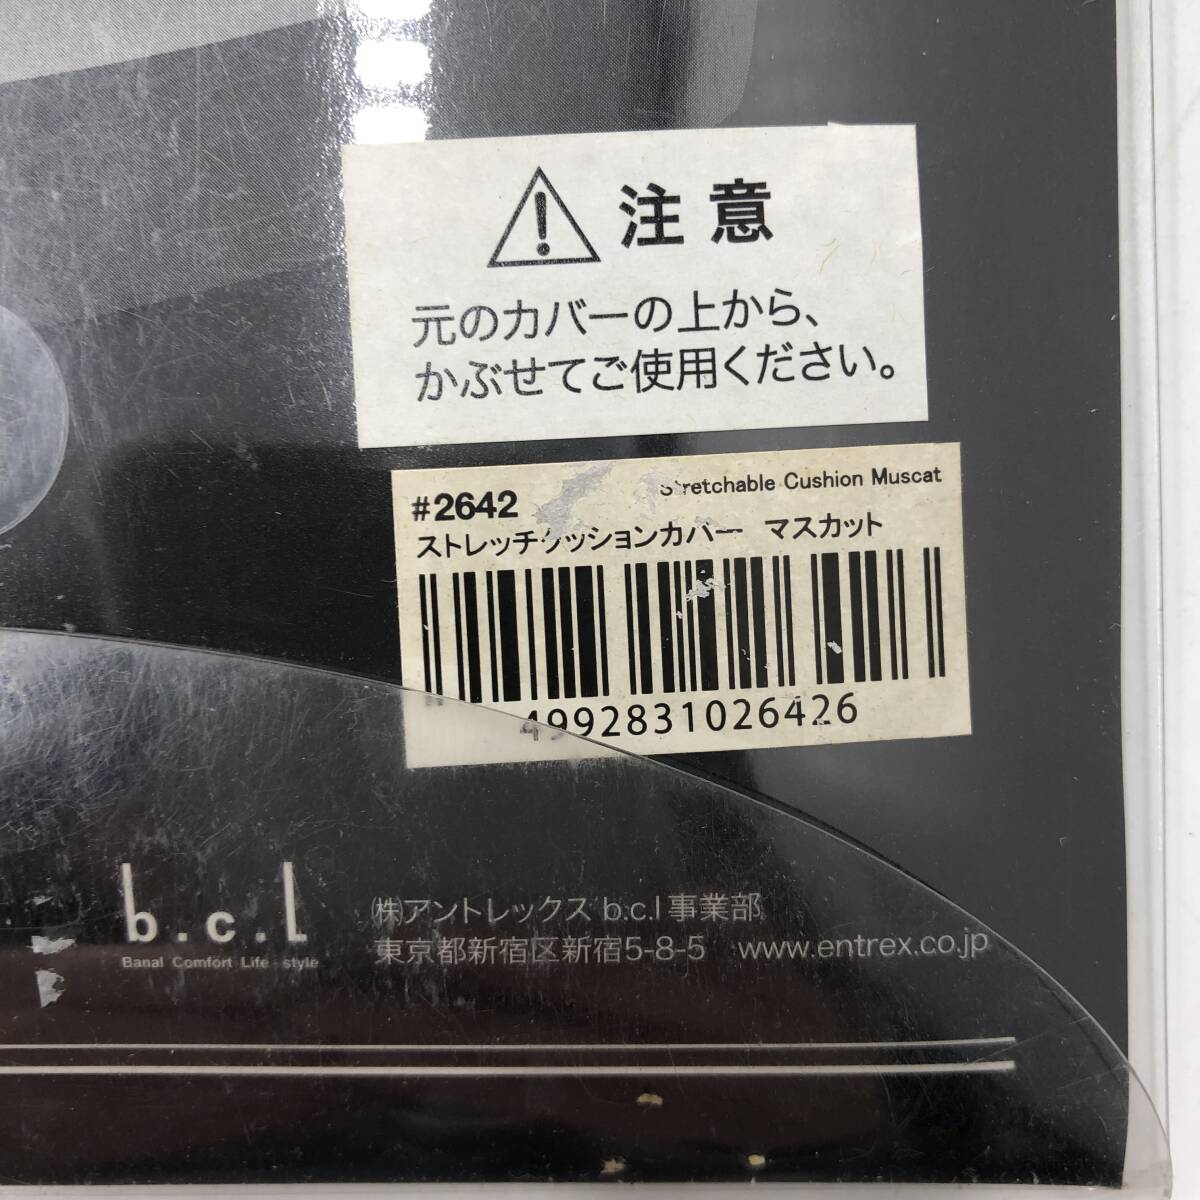 注意
元のカバーの上から、
かぶせてご使用ください。
#2642
Stretchable Cushion Muscat
ストレッチクッションカバー マスカット
4992831026426
b.c.l
Banal Comfort Life style
㈱アントレックス b.c.l事業部
東京都新宿区新宿5-8-5 www.entrex.co.jp